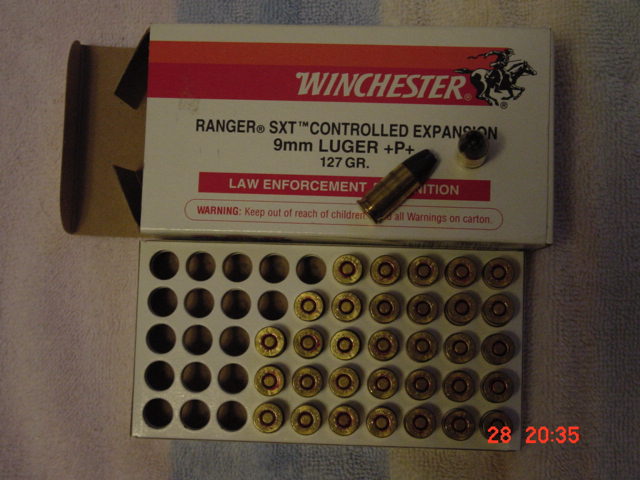 WINCHESTER®
RANGER® SXT™ CONTROLLED EXPANSION
9mm LUGER +P+
127 GR.
LAW ENFORCEMENT
WARNING: Keep out of reach of children all Warnings on carton.
28 20:35